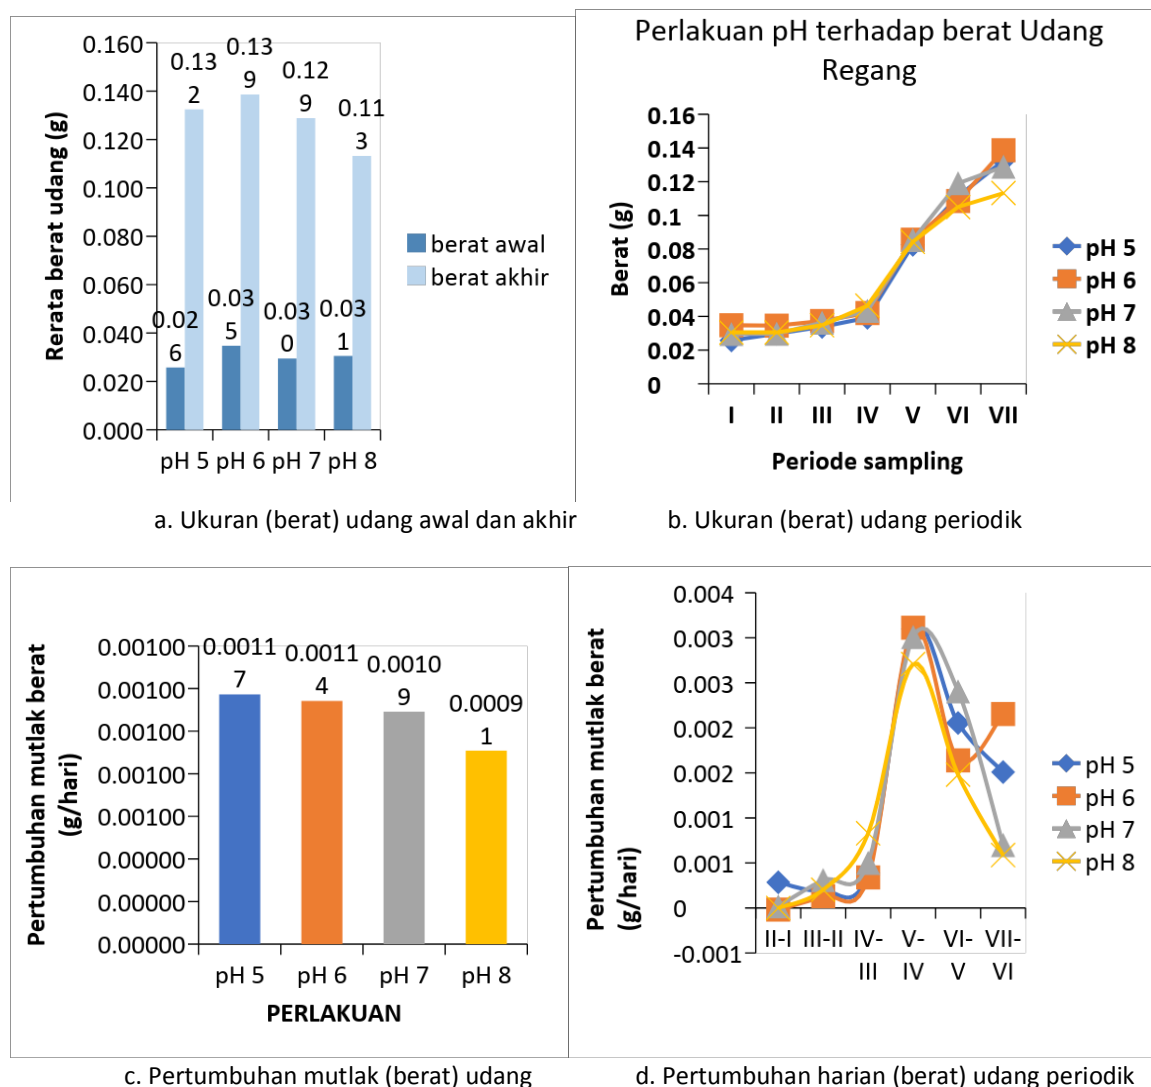 0.160
0.140
0.120
0.100
0.080
0.060
0.040
0.020
0.000
Rerata berat udang (g)
0.13
2
0.13
9
0.12
9
0.11
3
0.02
6
0.03
5
0.03
0
0.03
1
pH 5 pH 6 pH 7 pH 8
berat awal
berat akhir
a. Ukuran (berat) udang awal dan akhir
Perlakuan pH terhadap berat Udang
Regang
0.16
0.14
0.12
0.1
0.08
0.06
0.04
0.02
0
Berat (g)
I II III IV V VI VII
Periode sampling
pH 5
pH 6
pH 7
pH 8
b. Ukuran (berat) udang periodik
0.00100
0.00100
0.00100
0.00100
0.00100
0.00000
0.00000
0.00000
Pertumbuhan mutlak berat
(g/hari)
0.0011
7
0.0011
4
0.0010
9
0.0009
1
pH 5 pH 6 pH 7 pH 8
PERLAKUAN
c. Pertumbuhan mutlak (berat) udang
0.004
0.003
0.003
0.002
0.002
0.001
0.001
0
-0.001
Pertumbuhan mutlak berat
(g/hari)
II-I III-II IV- V- VI- VII-
III IV V VI
pH 5
pH 6
pH 7
pH 8
d. Pertumbuhan harian (berat) udang periodik